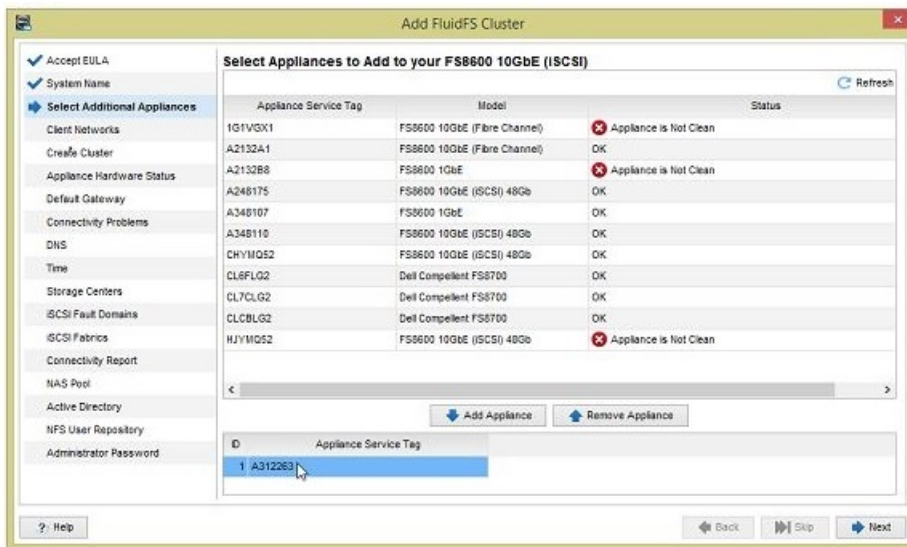 Add FluidFS Cluster
Accept EULA
System Name
Select Additional Appliances
Client Networks
Create Cluster
Appliance Hardware Status
Default Gateway
Connectivity Problems
DNS
Time
Storage Centers
iSCSI Fault Domains
iSCSI Fabrics
Connectivity Report
NAS Pool
Active Directory
NFS User Repository
Administrator Password
Select Appliances to Add to your FS8600 10GbE (iSCSI)
Refresh
Appliance Service Tag Model Status
1G1VGX1 FS8600 10GbE (Fibre Channel) Appliance is Not Clean
A2132A1 FS8600 10GbE (Fibre Channel) OK
A2132B8 FS8600 1GbE Appliance is Not Clean
A248175 FS8600 10GbE (iSCSI) 48Gb OK
A348107 FS8600 1GbE OK
A348110 FS8600 10GbE (iSCSI) 48Gb OK
CHYMQ52 FS8600 10GbE (iSCSI) 48Gb OK
CL6FLG2 Dell Compellent FS8700 OK
CL7CLG2 Dell Compellent FS8700 OK
CLCBLG2 Dell Compellent FS8700 OK
HJYMQ52 FS8600 10GbE (iSCSI) 48Gb Appliance is Not Clean
Add Appliance Remove Appliance
ID Appliance Service Tag
1 A312263
? Help Back Skip Next